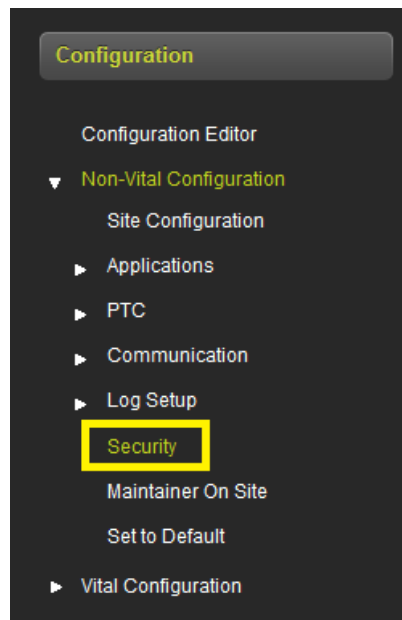 Configuration
Configuration Editor
Non-Vital Configuration
Site Configuration
Applications
PTC
Communication
Log Setup
Security
Maintainer On Site
Set to Default
Vital Configuration